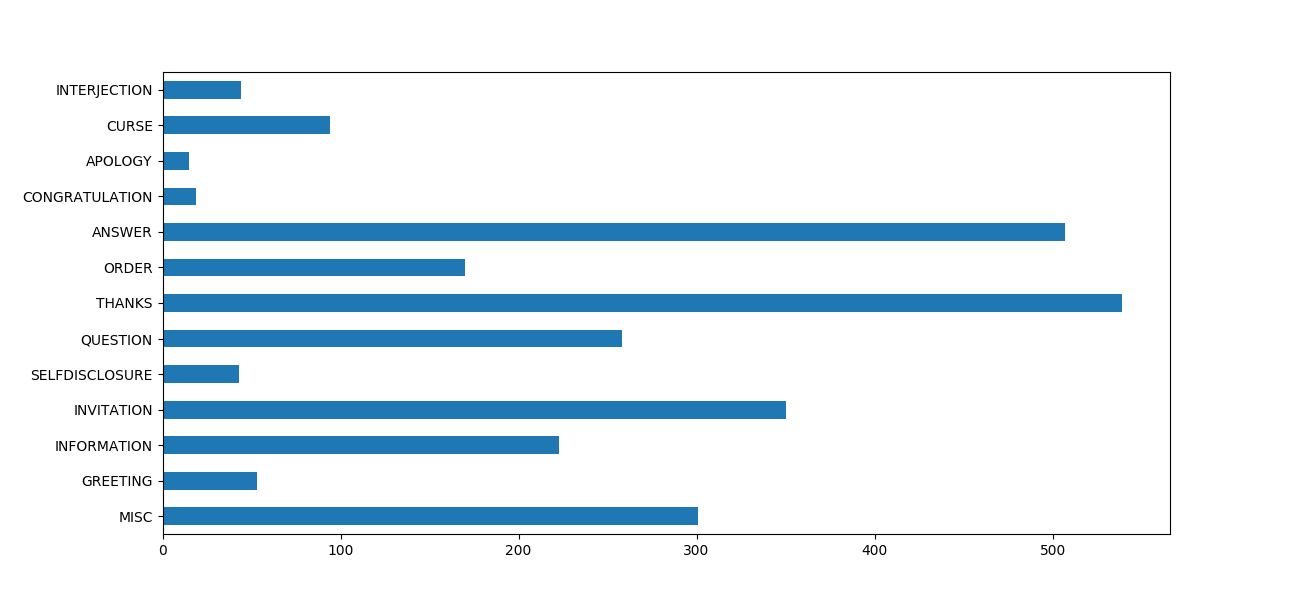 INTERJECTION
CURSE
APOLOGY
CONGRATULATION
ANSWER
ORDER
THANKS
QUESTION
SELFDISCLOSURE
INVITATION
INFORMATION
GREETING
MISC
0 100 200 300 400 500